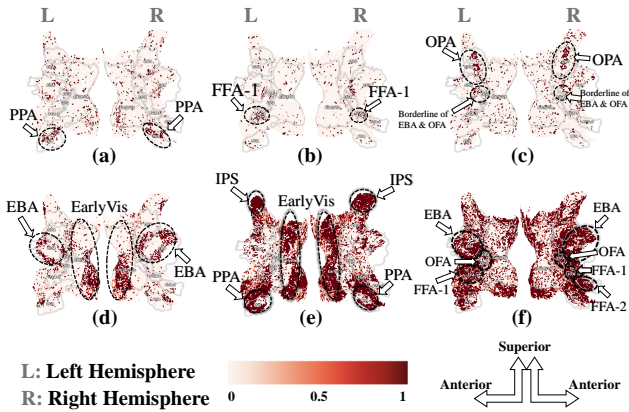 L R L R L R
OPA OPA
FFA-1 FFA-1
PPA PPA
Borderline of
EBA & OFA
Borderline of
EBA & OFA
(a) (b) (c)
IPS IPS
EBA EarlyVis EarlyVis EBA EBA
EBA
OFA OFA
PPA PPA
FFA-1 FFA-1
FFA-2
(d) (e) (f)
L: Left Hemisphere
R: Right Hemisphere
0 0.5 1
Superior
Anterior Anterior